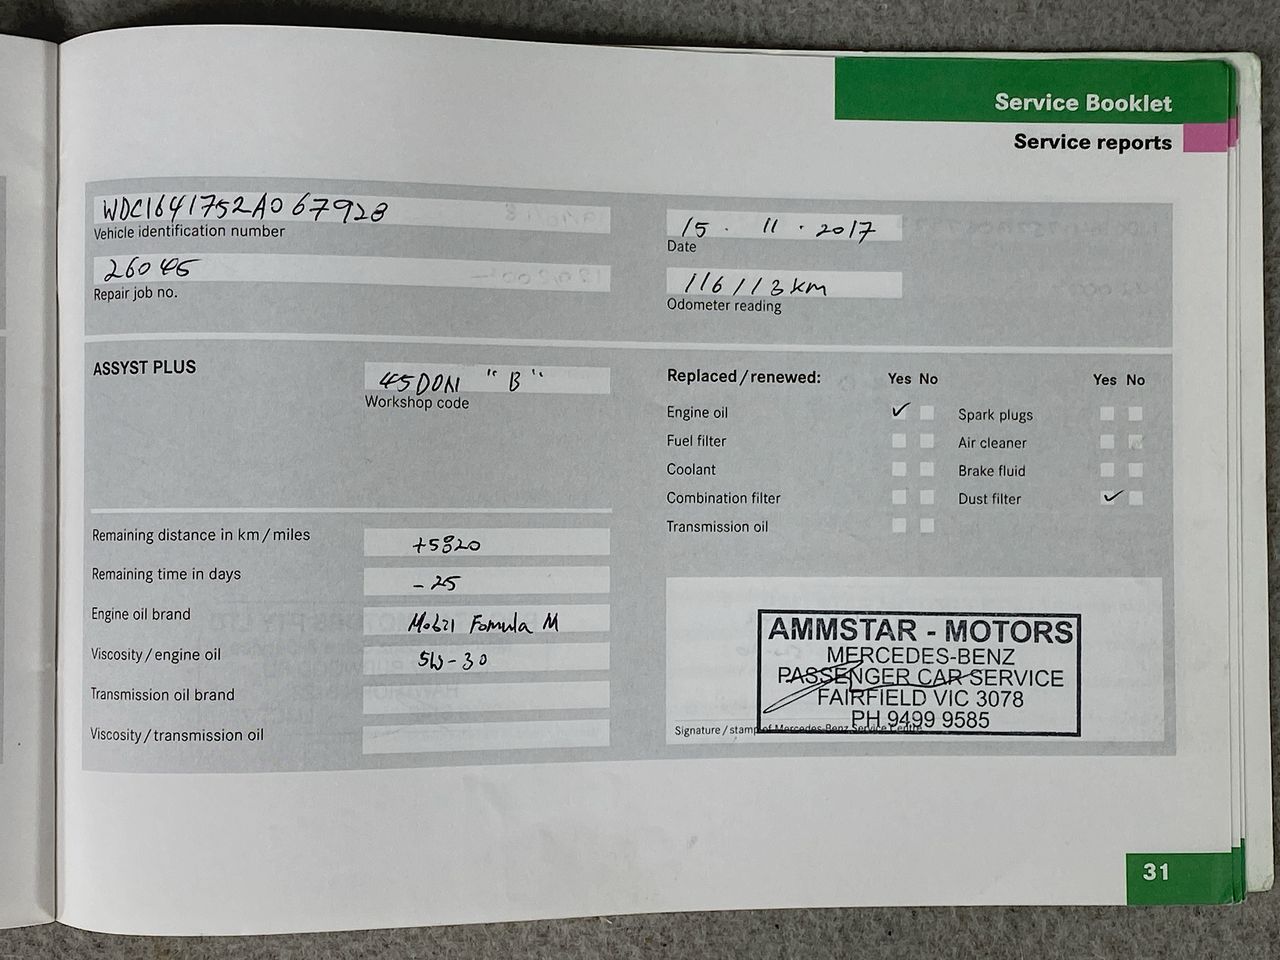 Service Booklet
Service reports
WDC1641752A067928
Vehicle identification number
15 . 11 . 2017
Date
26045
Repair job no.
116113km
Odometer reading
ASSYST PLUS
45DON "B"
Workshop code
Replaced/renewed:
Yes No
Yes No
Engine oil
Spark plugs
Fuel filter
Air cleaner
Coolant
Brake fluid
Combination filter
Dust filter
Transmission oil
Remaining distance in km/miles
+5820
Remaining time in days
-25
Engine oil brand
Mobil Fomula M
Viscosity/engine oil
5W-30
Transmission oil brand
Viscosity/transmission oil
AMMSTAR - MOTORS
MERCEDES-BENZ
PASSENGER CAR SERVICE
FAIRFIELD VIC 3078
PH 9499 9585
Signature/stamp of Mercedes-Benz Service Centre
31